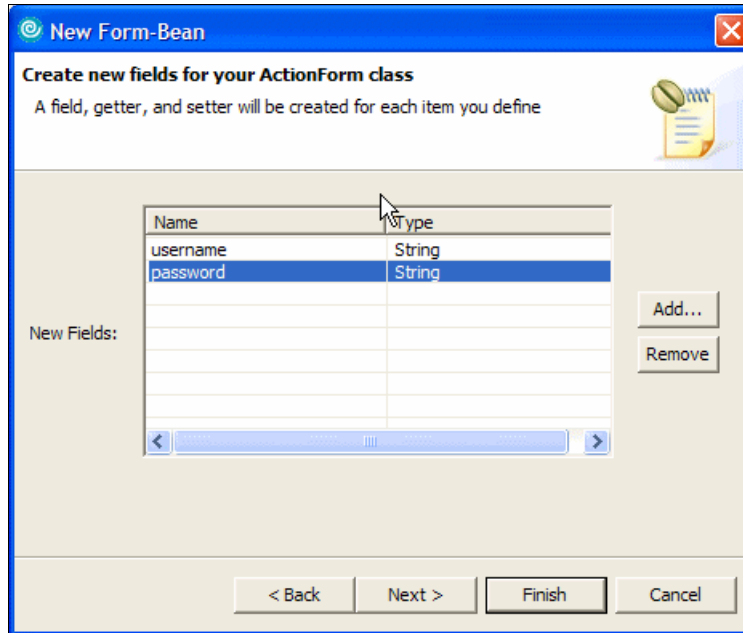 New Form-Bean
Create new fields for your ActionForm class
A field, getter, and setter will be created for each item you define
Name Type
username String
password String
New Fields:
Add...
Remove
< Back Next > Finish Cancel